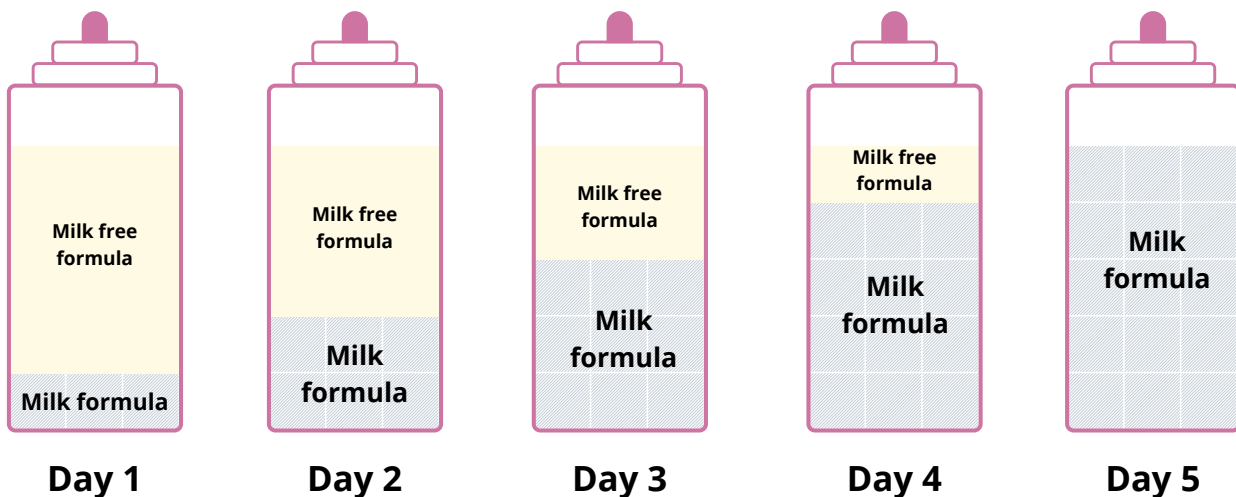 Milk free
formula
Milk formula
Day 1
Milk free
formula
Milk
formula
Day 2
Milk free
formula
Milk
formula
Day 3
Milk free
formula
Milk
formula
Day 4
Milk
formula
Day 5